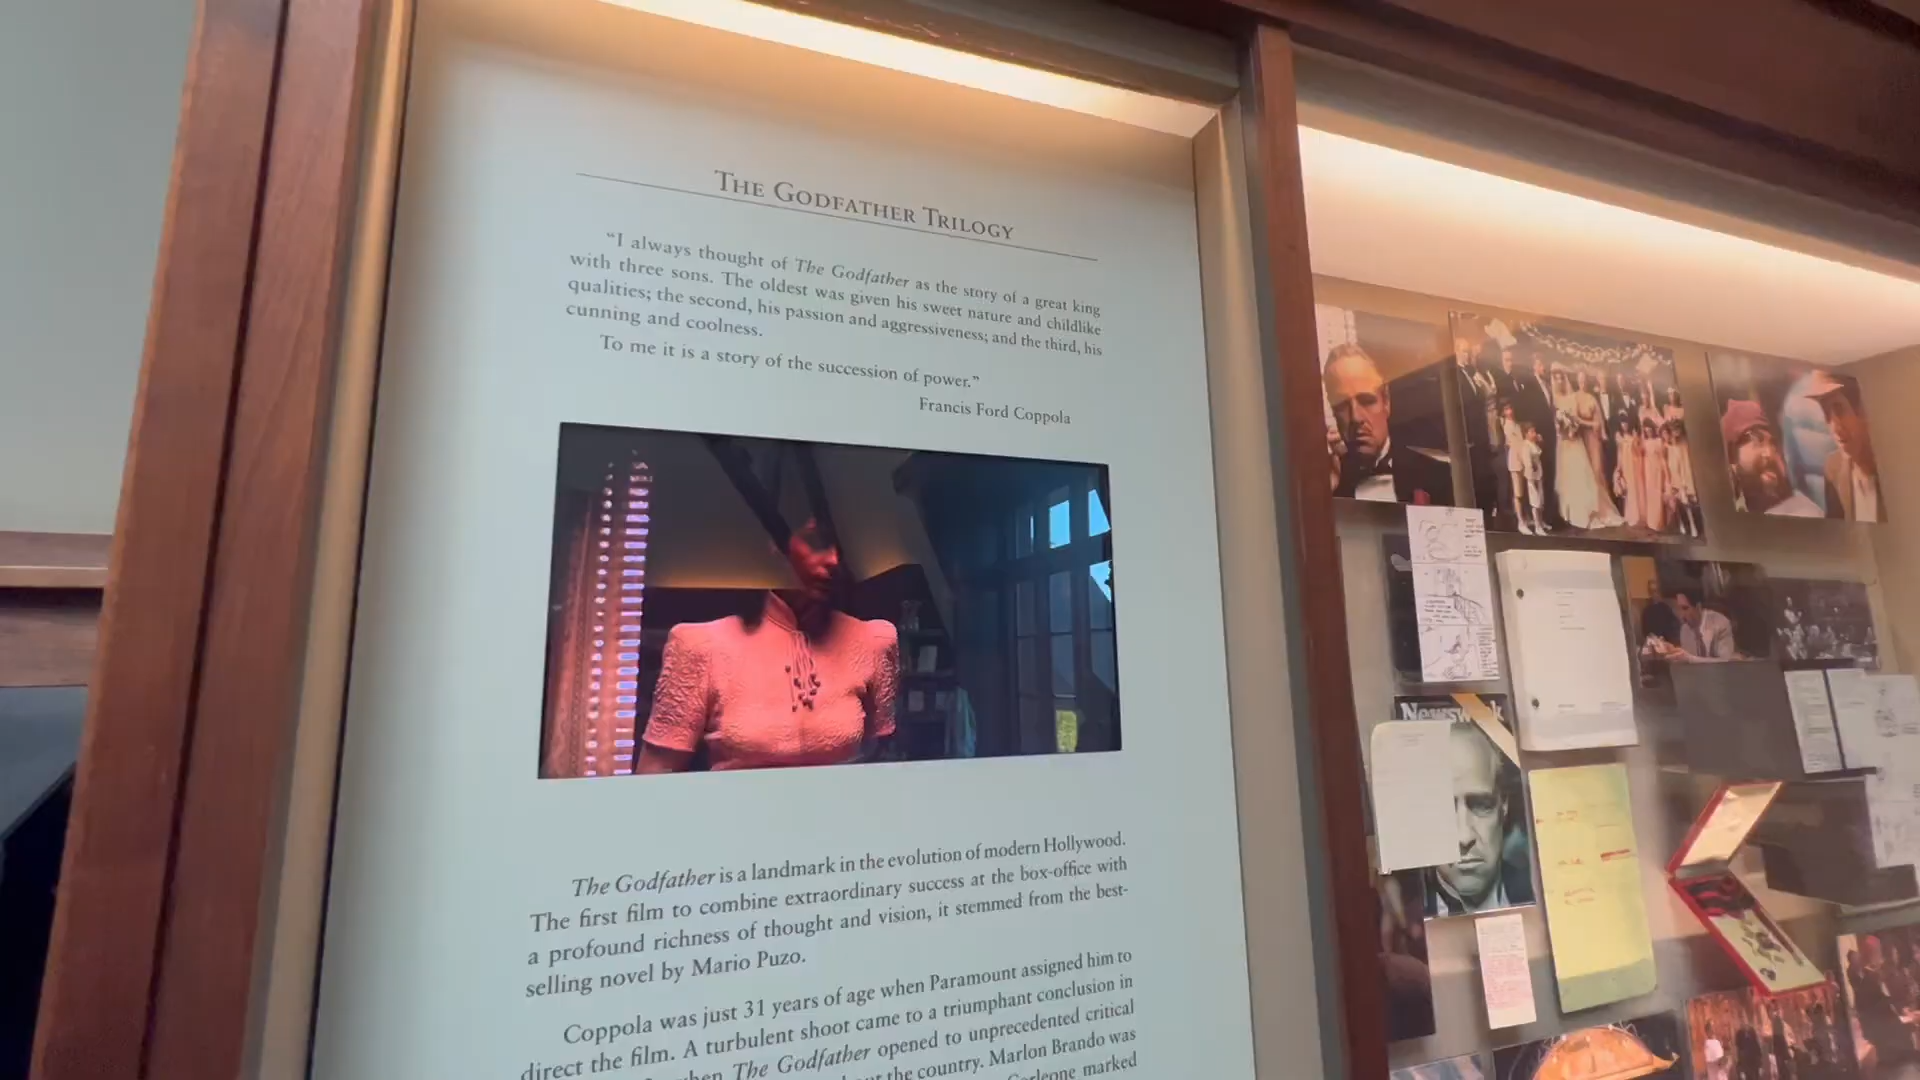 THE GODFATHER TRILOGY
“I always thought of The Godfather as the story of a great king
with three sons. The oldest was given his sweet nature and childlike
qualities; the second, his passion and aggressiveness; and the third, his
cunning and coolness.
To me it is a story of the succession of power.”
Francis Ford Coppola
The Godfather is a landmark in the evolution of modern Hollywood.
The first film to combine extraordinary success at the box-office with
a profound richness of thought and vision, it stemmed from the best-
selling novel by Mario Puzo.
Coppola was just 31 years of age when Paramount assigned him to
direct the film. A turbulent shoot came to a triumphant conclusion in
when The Godfather opened to unprecedented critical
the country. Marlon Brando was
Corleone marked
Newsweek